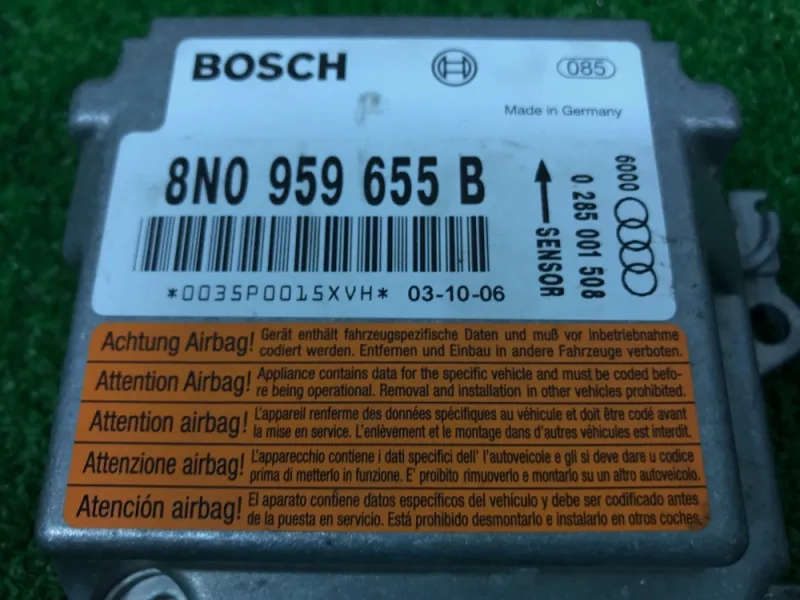 BOSCH
085
Made in Germany
8N0 959 655 B
SENSOR
0 285 001 508
6000
*0035P0015XVH* 03-10-06
Achtung Airbag! Gerät enthält fahrzeugspezifische Daten und muß vor Inbetriebnahme
codiert werden. Entfernen und Einbau in andere Fahrzeuge verboten.
Attention Airbag! Appliance contains data for the specific vehicle and must be coded befo-
re being operational. Removal and installation in other vehicles prohibited.
Attention airbag! L'appareil renferme des données spécifiques au véhicule et doit être codé avant
la mise en service. L'enlèvement et le montage dans d'autres véhicules est interdit.
Attenzione airbag! L'apparecchio contiene i dati specifici dell' l'autoveicole e gli si deve dare u codice
prima di metterlo in funzione. E' proibito rimuoverlo e montarlo su un altro autoveicolo.
Atención airbag! El aparato contiene datos específicos del vehículo y debe ser codificado antes
de la puesta en servicio. Está prohibido desmontarlo e instalarlo en otros coches.